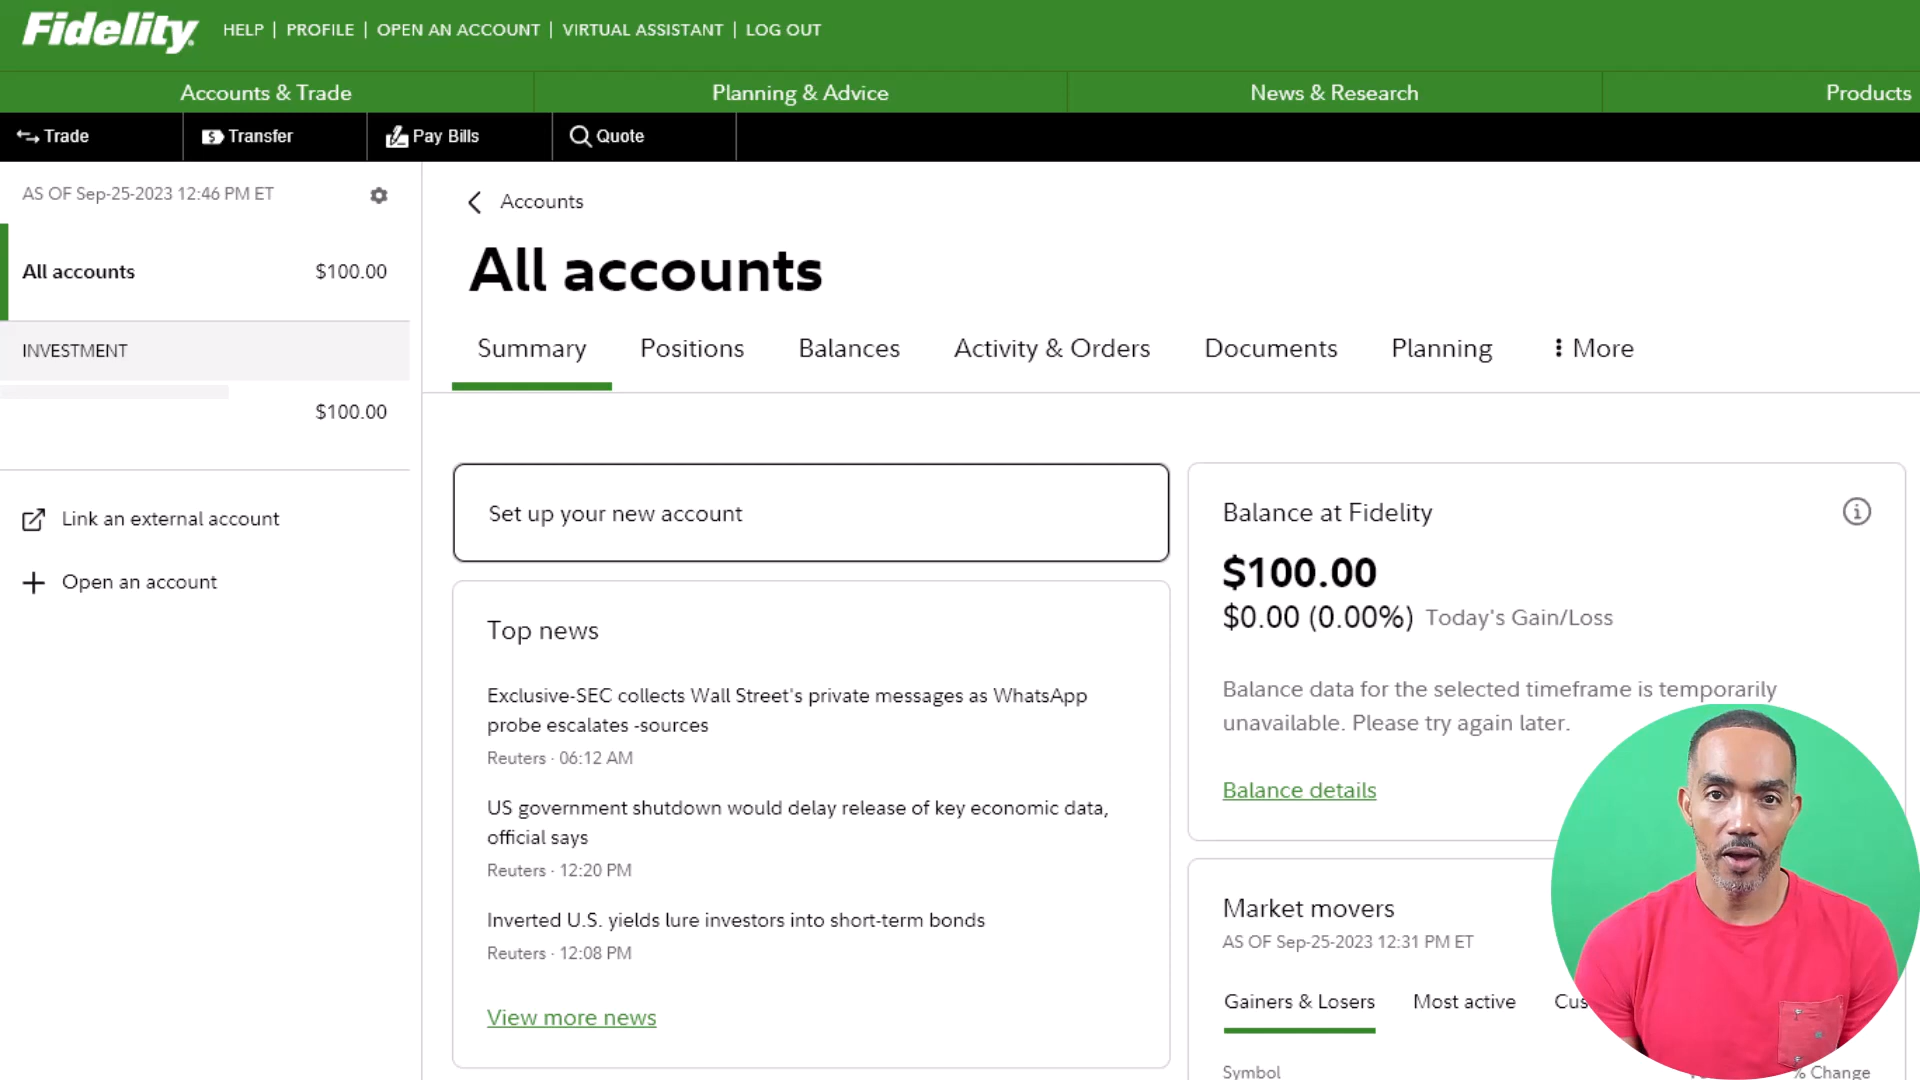 Fidelity
HELP | PROFILE | OPEN AN ACCOUNT | VIRTUAL ASSISTANT | LOG OUT
Accounts & Trade
Planning & Advice
News & Research
Products
Trade
Transfer
Pay Bills
Quote
AS OF Sep-25-2023 12:46 PM ET
All accounts $100.00
INVESTMENT
$100.00
Link an external account
Open an account
Accounts
All accounts
Summary
Positions
Balances
Activity & Orders
Documents
Planning
More
Set up your new account
Top news
Exclusive-SEC collects Wall Street's private messages as WhatsApp
probe escalates -sources
Reuters · 06:12 AM
US government shutdown would delay release of key economic data,
official says
Reuters · 12:20 PM
Inverted U.S. yields lure investors into short-term bonds
Reuters · 12:08 PM
View more news
Balance at Fidelity
$100.00
$0.00 (0.00%) Today's Gain/Loss
Balance data for the selected timeframe is temporarily
unavailable. Please try again later.
Balance details
Market movers
AS OF Sep-25-2023 12:31 PM ET
Gainers & Losers
Most active
Symbol
% Change